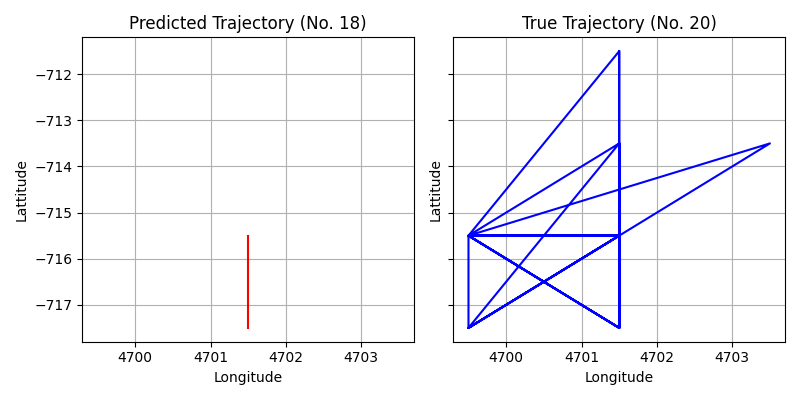 Predicted Trajectory (No. 18)
True Trajectory (No. 20)
Lattitude
−712
−713
−714
−715
−716
−717
4700
4701
4702
4703
Longitude
Lattitude
4700
4701
4702
4703
Longitude